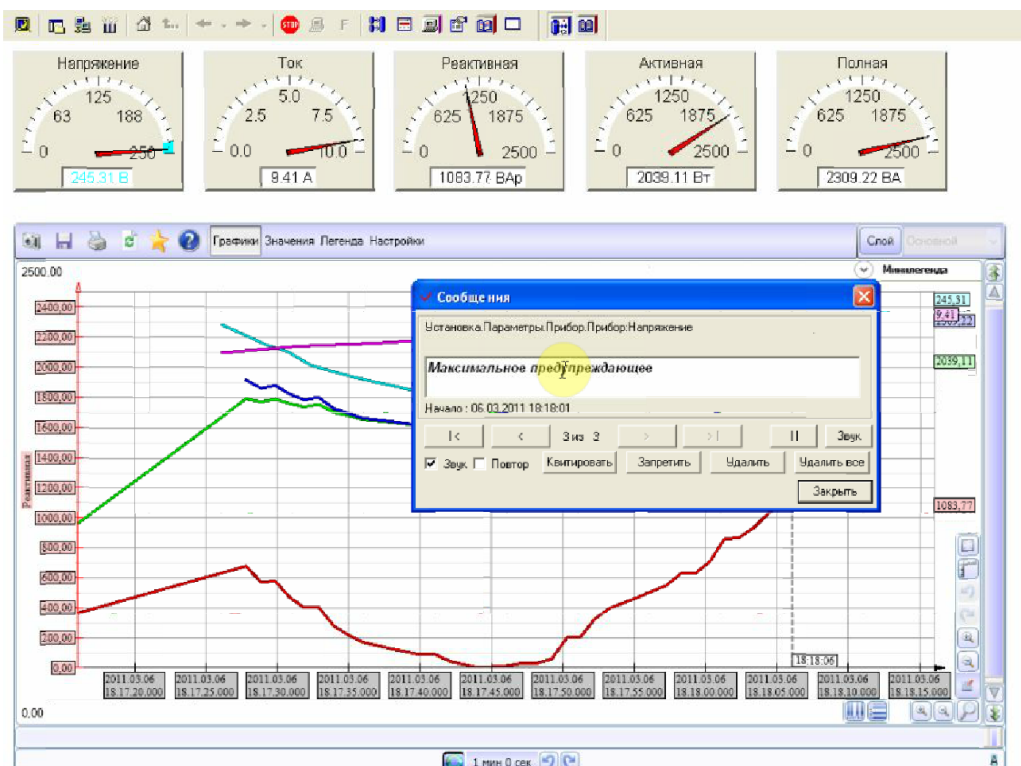 STOP
F
Напряжение
125
63 188
0 250
245.31 В
Ток
5.0
2.5 7.5
0.0 10.0
9.41 А
Реактивная
1250
625 1875
0 2500
1083.77 ВАр
Активная
1250
625 1875
0 2500
2039.11 Вт
Полная
1250
625 1875
0 2500
2309.22 ВА
Графики Значения Легенда Настройки
Слой Основной
2500.00
Минилегенда
2400,00
2200,00
2000,00
1800,00
1600,00
1400,00
1200,00
1000,00
800,00
600,00
400,00
200,00
0,00
Реактивная
245,31
9,41
2039,11
1083,77
Сообщения
Установка.Параметры.Прибор.Прибор:Напряжение
Максимальное предупреждающее
Начало : 06.03.2011 18:18:01
|< < 3 из 3 > >| || Звук
Звук Повтор Квитировать Запретить Удалить Удалить все
Закрыть
18:18:06
2011.03.06 2011.03.06 2011.03.06 2011.03.06 2011.03.06 2011.03.06 2011.03.06 2011.03.06 2011.03.06 2011.03.06 2011.03.06 2011.03.06
18.17.20.000 18.17.25.000 18.17.30.000 18.17.35.000 18.17.40.000 18.17.45.000 18.17.50.000 18.17.55.000 18.18.00.000 18.18.05.000 18.18.10.000 18.18.15.000
0,00
1 мин 0 сек